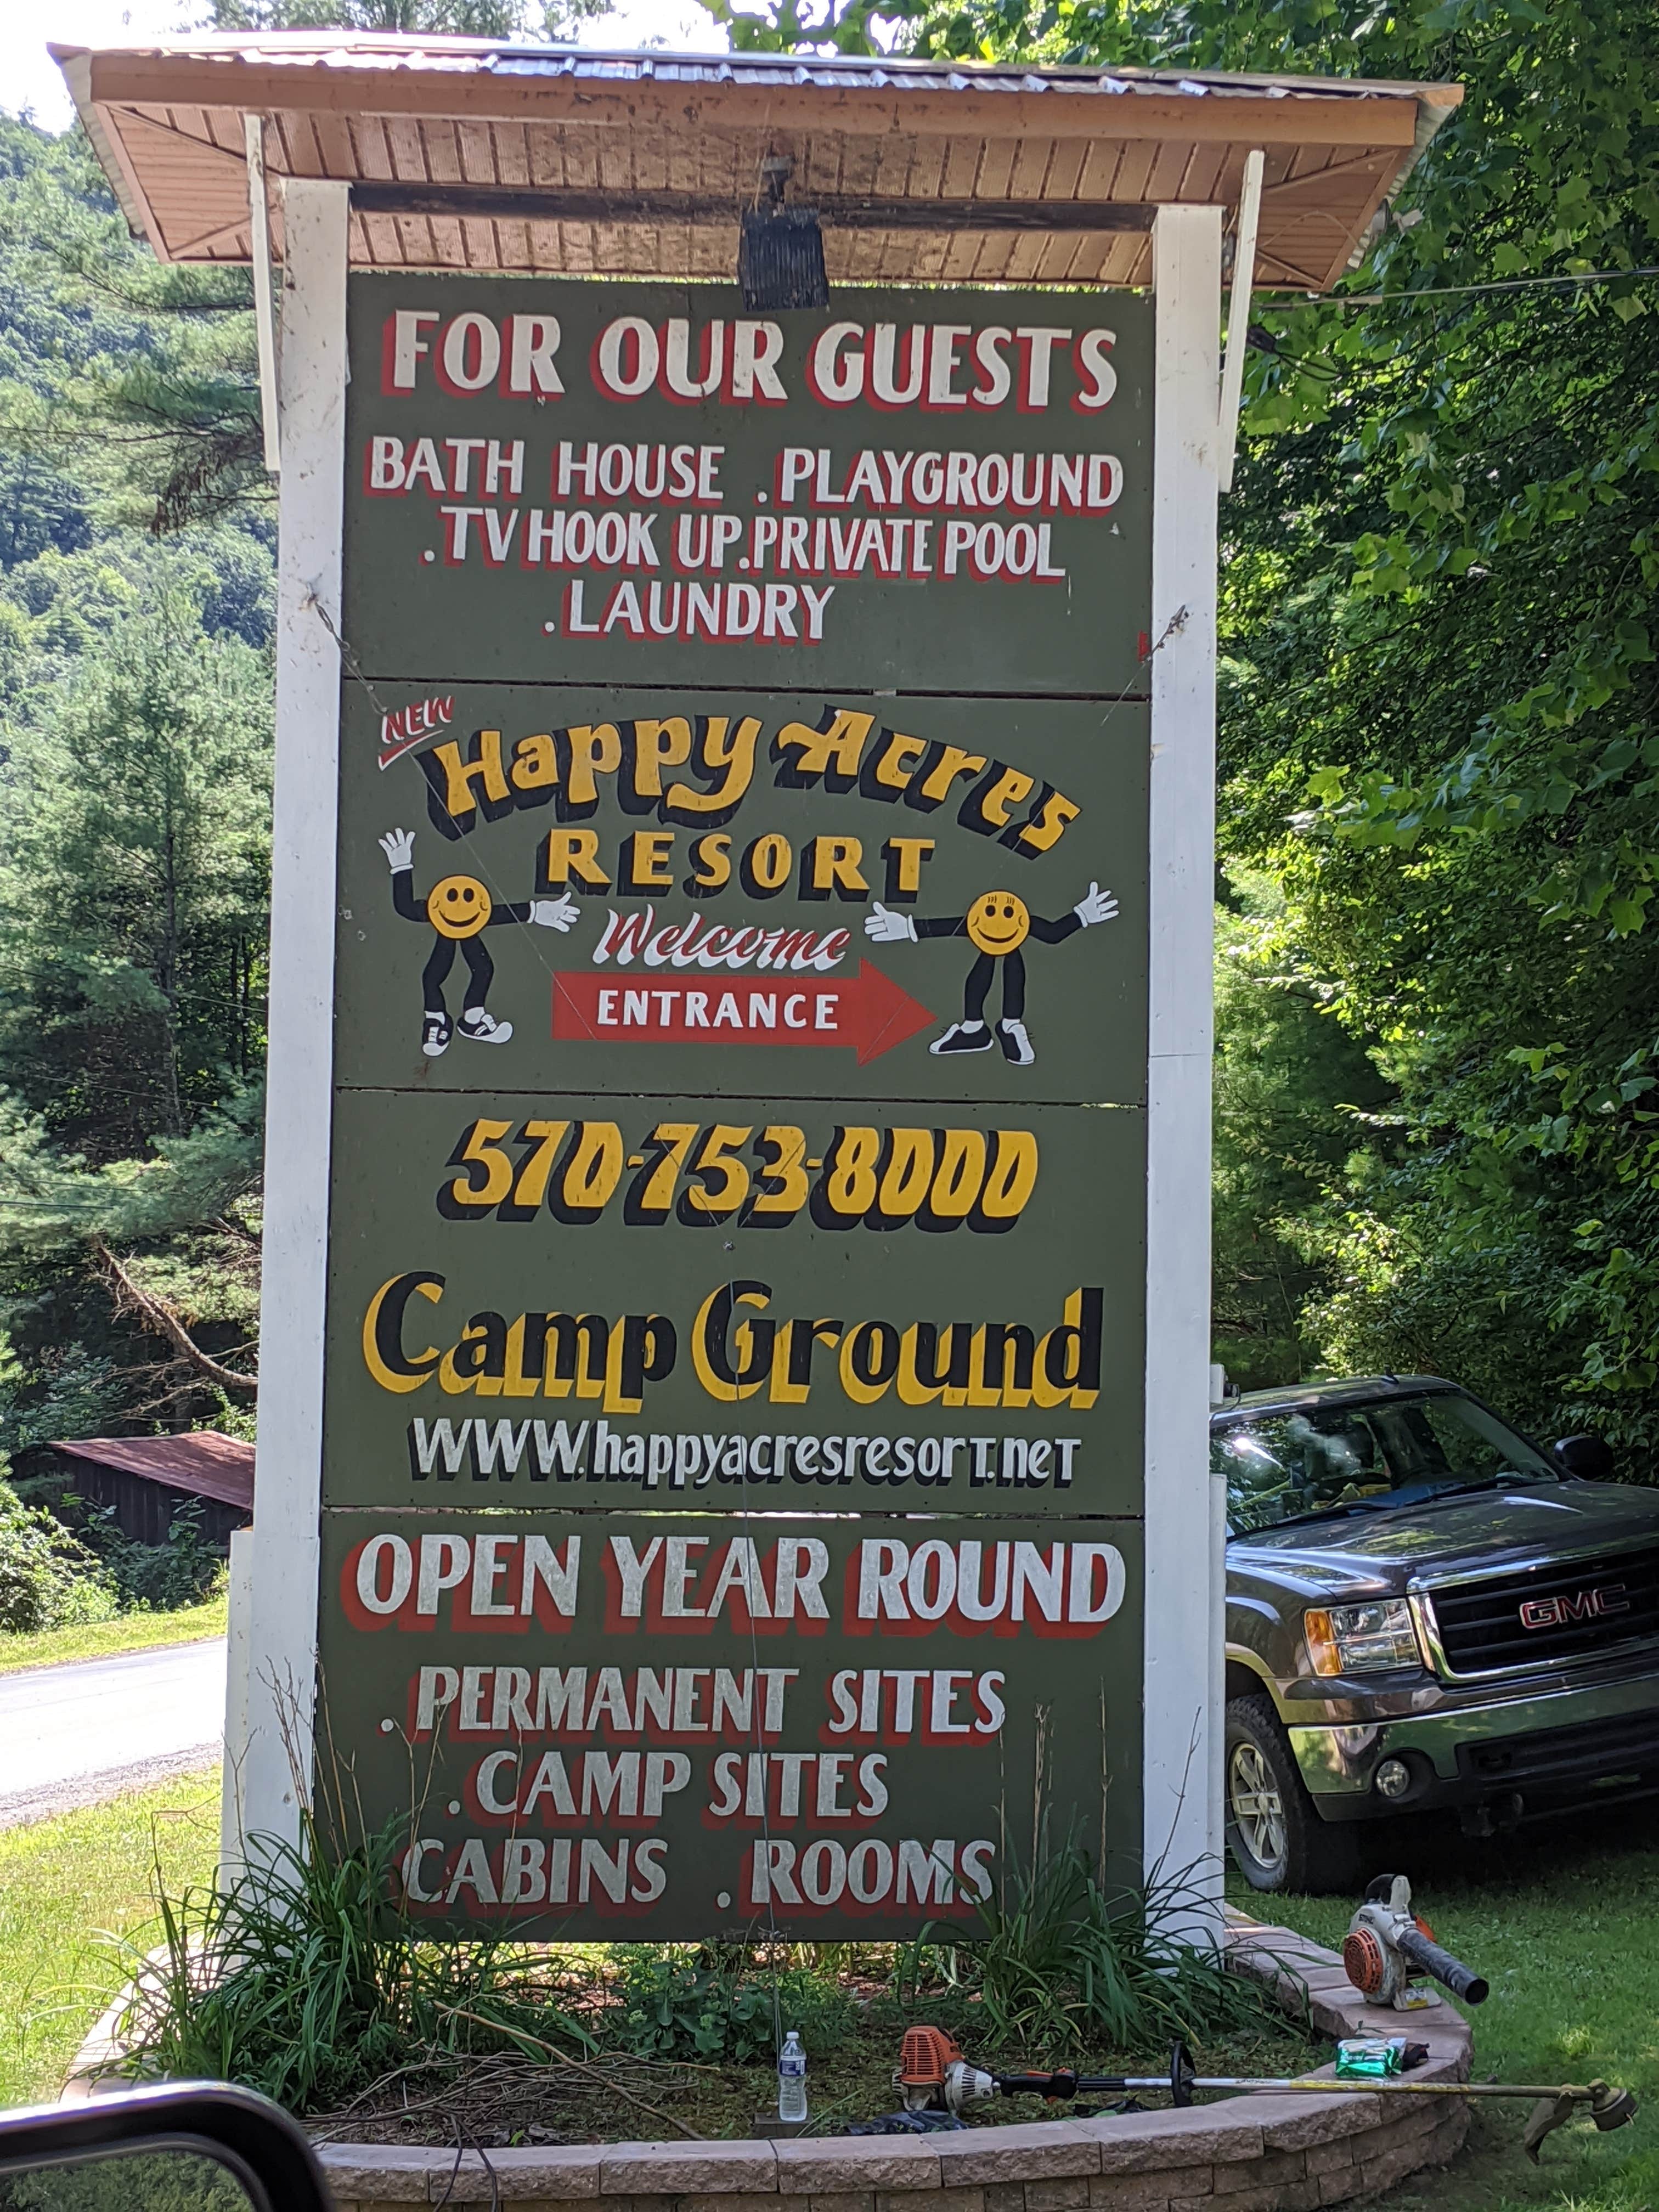 FOR OUR GUESTS
BATH HOUSE .PLAYGROUND
.TV HOOK UP.PRIVATE POOL
.LAUNDRY
NEW
Happy Acres
RESORT
Welcome
ENTRANCE
570-753-8000
Camp Ground
WWW.happyacresresorT.neT
OPEN YEAR ROUND
.PERMANENT SITES
.CAMP SITES
CABINS .ROOMS
GMC
STIHL